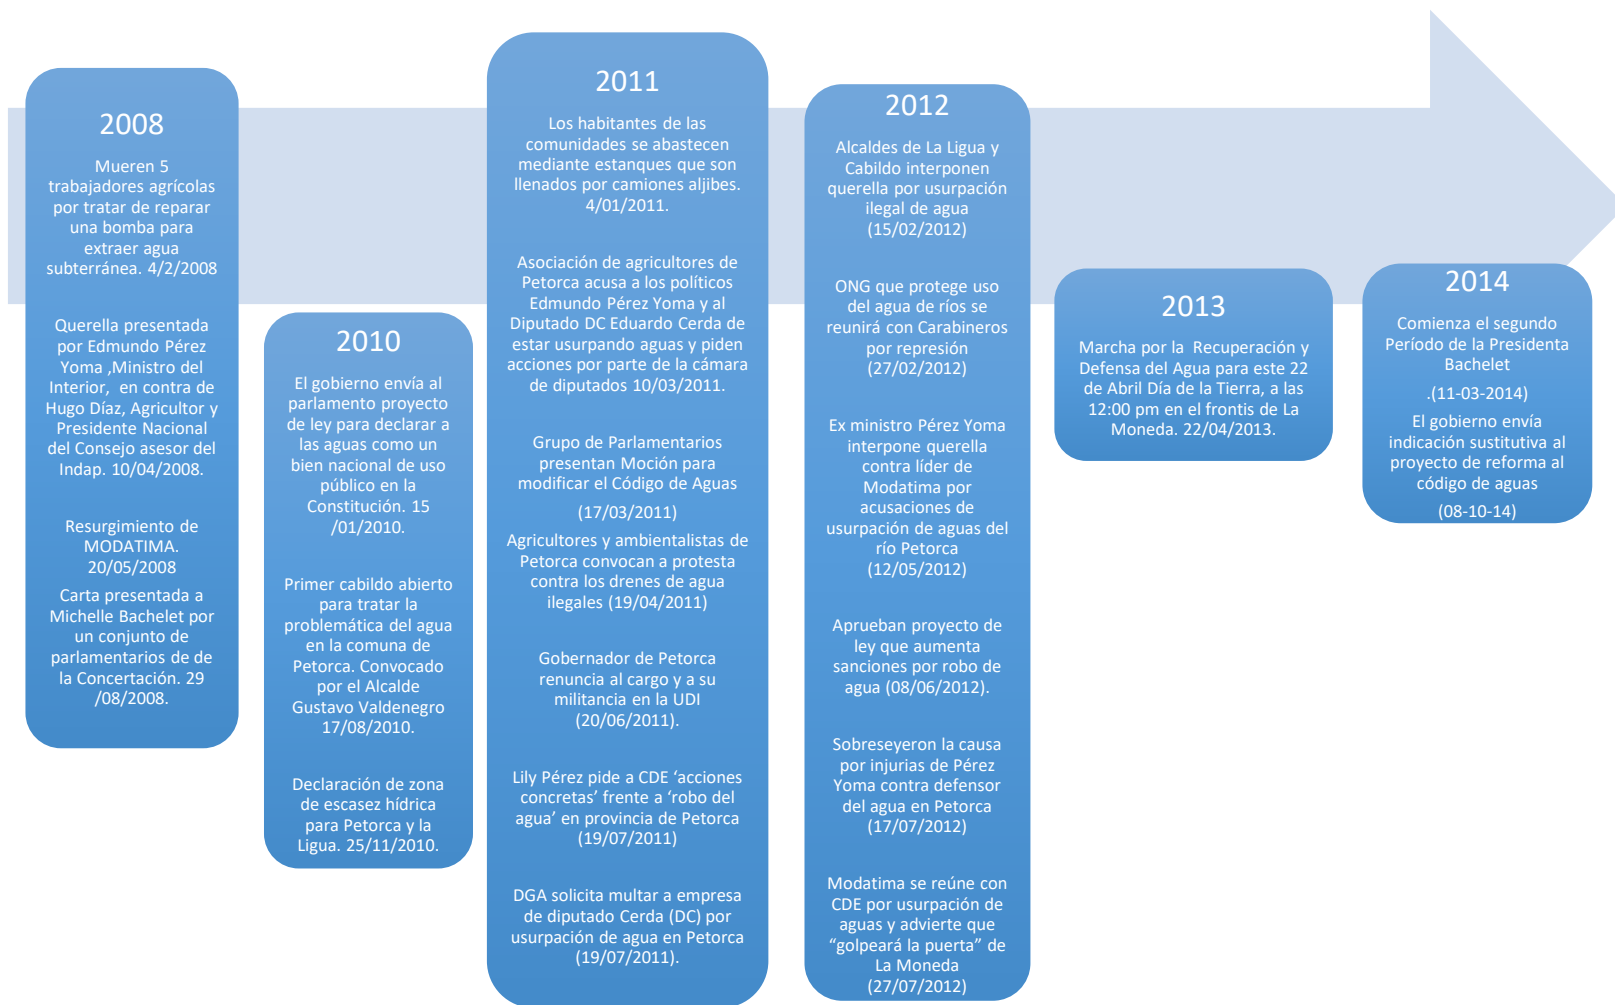 2008
Mueren 5
trabajadores agrícolas
por tratar de reparar
una bomba para
extraer agua
subterránea. 4/2/2008
Querella presentada
por Edmundo Pérez
Yoma ,Ministro del
Interior,  en contra de
Hugo Díaz, Agricultor y
Presidente Nacional
del Consejo asesor del
Indap. 10/04/2008.
Resurgimiento de
MODATIMA.
20/05/2008
Carta presentada a
Michelle Bachelet por
un conjunto de
parlamentarios de de
la Concertación. 29
/08/2008.
2010
El gobierno envía al
parlamento proyecto
de ley para declarar a
las aguas como un
bien nacional de uso
público en la
Constitución. 15
/01/2010.
Primer cabildo abierto
para tratar la
problemática del agua
en la comuna de
Petorca. Convocado
por el Alcalde
Gustavo Valdenegro
17/08/2010.
Declaración de zona
de escasez hídrica
para Petorca y la
Ligua. 25/11/2010.
2011
Los habitantes de las
comunidades se abastecen
mediante estanques que son
llenados por camiones aljibes.
4/01/2011.
Asociación de agricultores de
Petorca acusa a los políticos
Edmundo Pérez Yoma y al
Diputado DC Eduardo Cerda de
estar usurpando aguas y piden
acciones por parte de la cámara
de diputados 10/03/2011.
Grupo de Parlamentarios
presentan Moción para
modificar el Código de Aguas
(17/03/2011)
Agricultores y ambientalistas de
Petorca convocan a protesta
contra los drenes de agua
ilegales (19/04/2011)
Gobernador de Petorca
renuncia al cargo y a su
militancia en la UDI
(20/06/2011).
Lily Pérez pide a CDE ‘acciones
concretas’ frente a ‘robo del
agua’ en provincia de Petorca
(19/07/2011)
DGA solicita multar a empresa
de diputado Cerda (DC) por
usurpación de agua en Petorca
(19/07/2011).
2012
Alcaldes de La Ligua y
Cabildo interponen
querella por usurpación
ilegal de agua
(15/02/2012)
ONG que protege uso
del agua de ríos se
reunirá con Carabineros
por represión
(27/02/2012)
Ex ministro Pérez Yoma
interpone querella
contra líder de
Modatima por
acusaciones de
usurpación de aguas del
río Petorca
(12/05/2012)
Aprueban proyecto de
ley que aumenta
sanciones por robo de
agua (08/06/2012).
Sobreseyeron la causa
por injurias de Pérez
Yoma contra defensor
del agua en Petorca
(17/07/2012)
Modatima se reúne con
CDE por usurpación de
aguas y advierte que
“golpeará la puerta” de
La Moneda
(27/07/2012)
2013
Marcha por la  Recuperación y
Defensa del Agua para este 22
de Abril Día de la Tierra, a las
12:00 pm en el frontis de La
Moneda. 22/04/2013.
2014
Comienza el segundo
Período de la Presidenta
Bachelet
.(11-03-2014)
El gobierno envía
indicación sustitutiva al
proyecto de reforma al
código de aguas
(08-10-14)